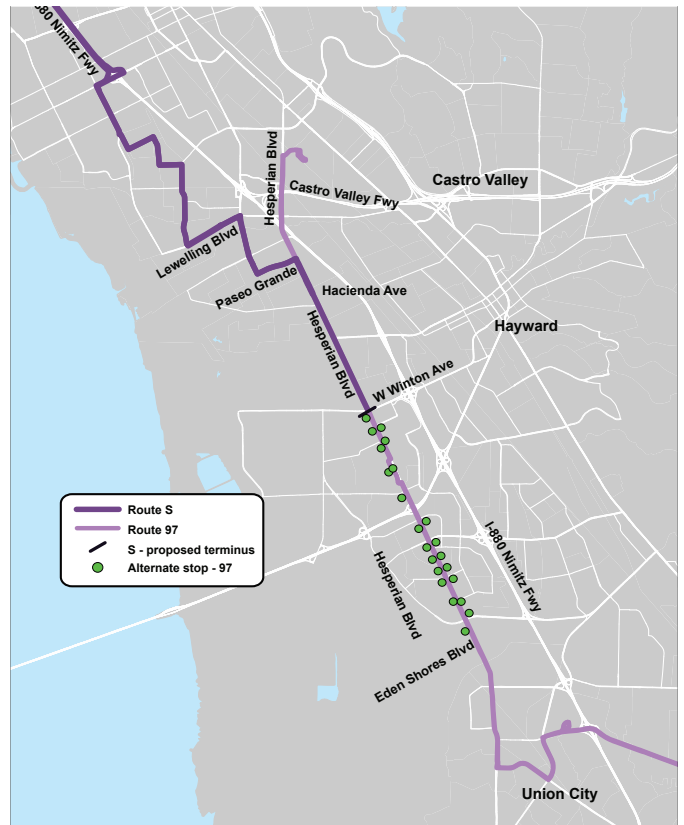 880 Nimitz Fwy
Hesperian Blvd
Castro Valley
Castro Valley Fwy
Lewelling Blvd
Paseo Grande
Hacienda Ave
Hesperian Blvd
Hayward
W Winton Ave
Route S
Route 97
S - proposed terminus
Alternate stop - 97
I-880 Nimitz Fwy
Hesperian Blvd
Eden Shores Blvd
Union City